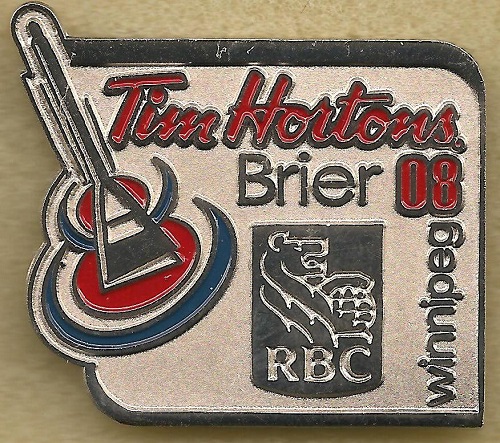 Tim Hortons
Brier 08
winnipeg
RBC